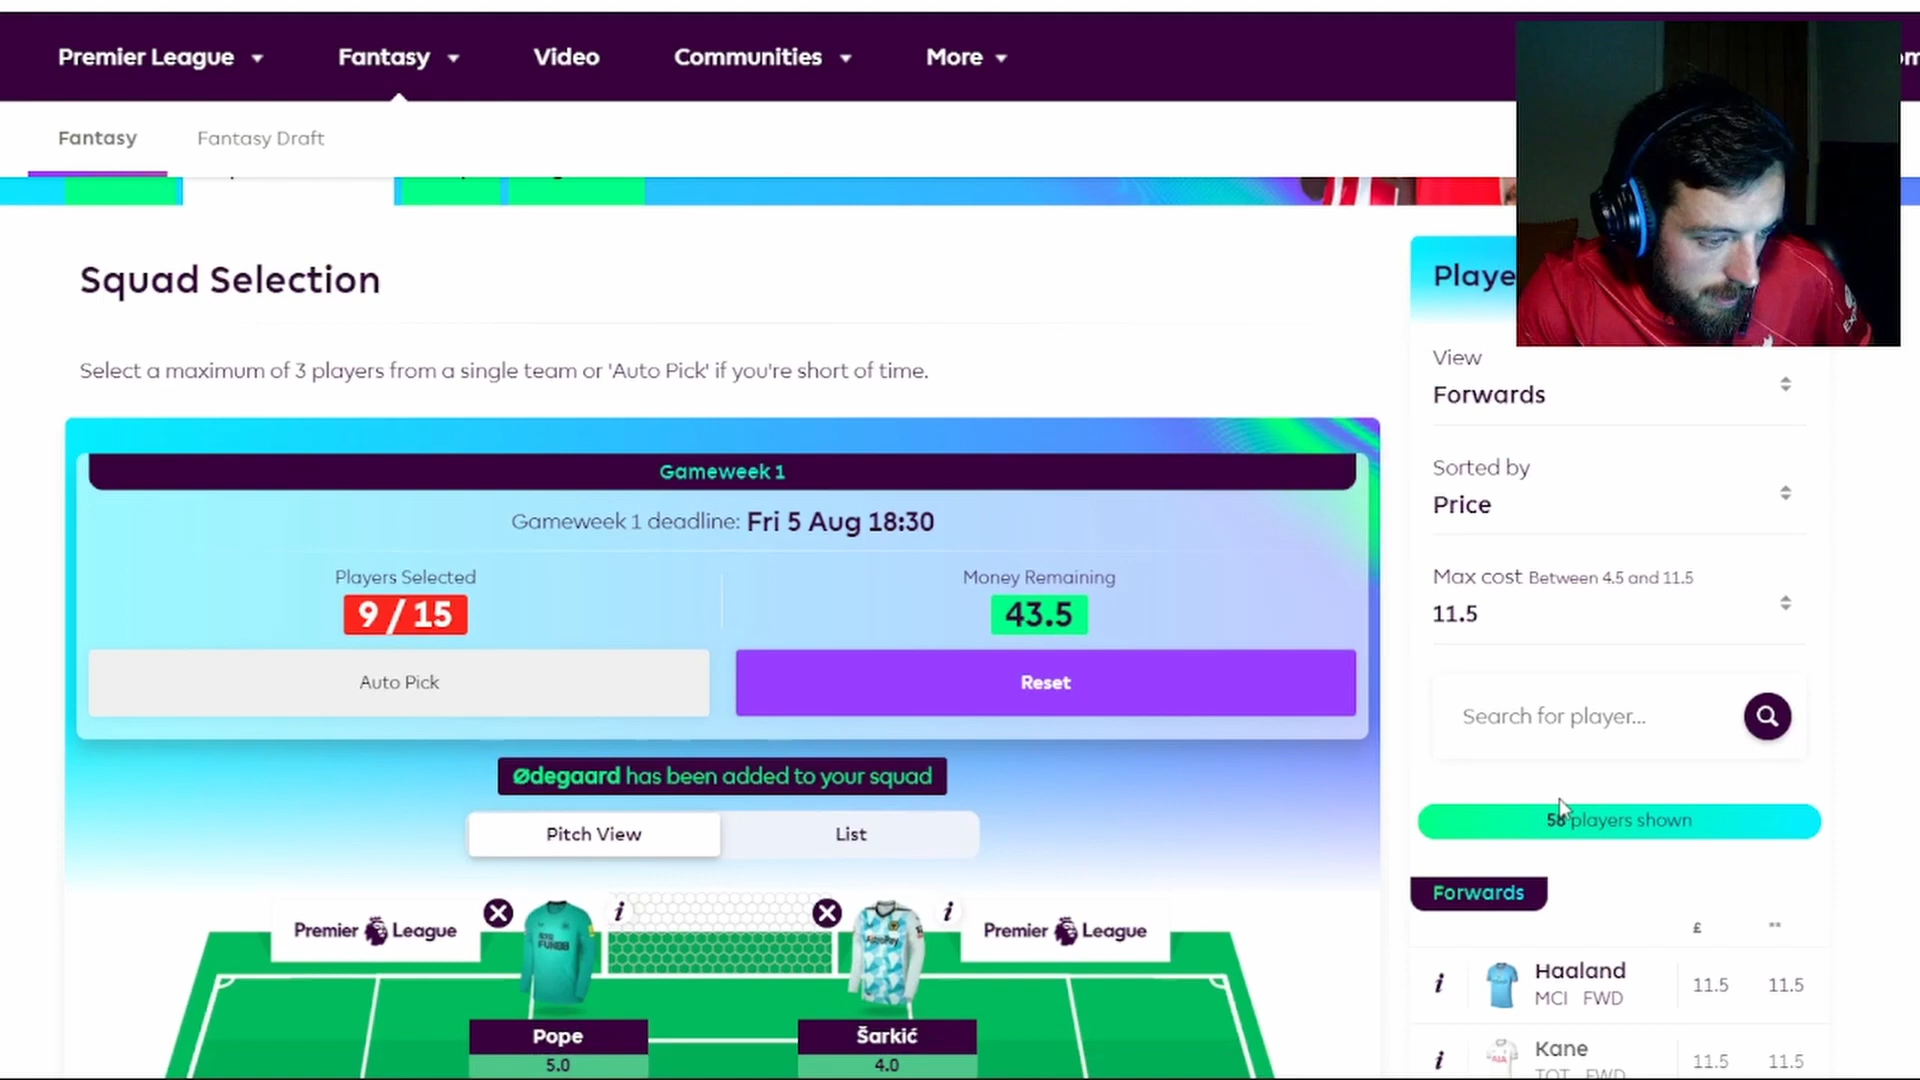 Premier League
Fantasy
Video
Communities
More
Fantasy
Fantasy Draft
Squad Selection
Select a maximum of 3 players from a single team or 'Auto Pick' if you're short of time.
Gameweek 1
Gameweek 1 deadline: Fri 5 Aug 18:30
Players Selected
9 / 15
Money Remaining
43.5
Auto Pick
Reset
Ødegaard has been added to your squad
Pitch View
List
Premier League
Premier League
Pope
5.0
Šarkić
4.0
View
Forwards
Sorted by
Price
Max cost Between 4.5 and 11.5
11.5
Search for player...
players shown
Forwards
£ **
Haaland 11.5 11.5
MCI FWD
Kane 11.5 11.5
TOT FWD